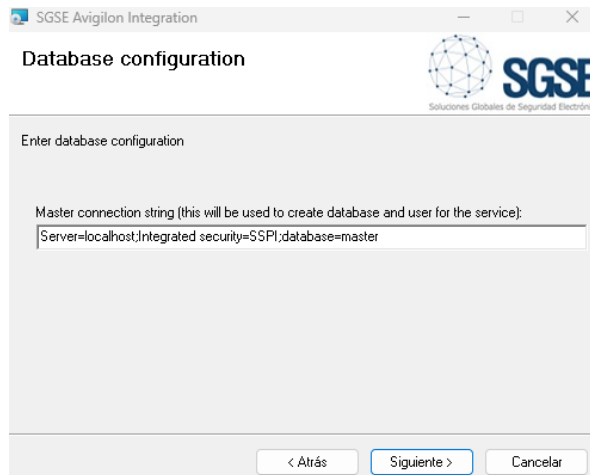 SGSE Avigilon Integration
Database configuration
SGSE
Soluciones Globales de Seguridad Electróni
Enter database configuration
Master connection string (this will be used to create database and user for the service):
Server=localhost;Integrated security=SSPI;database=master
< Atrás
Siguiente >
Cancelar